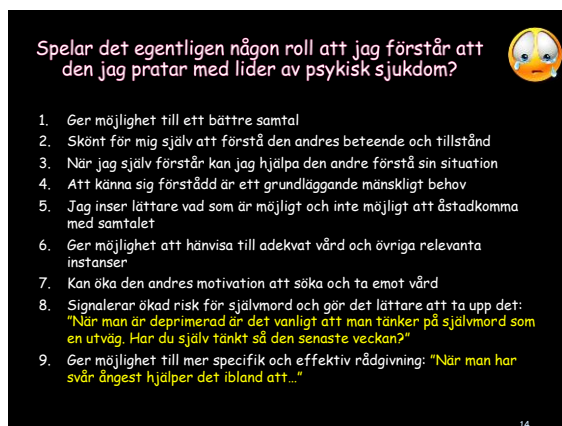 Spelar det egentligen någon roll att jag förstår att
den jag pratar med lider av psykisk sjukdom?
1. Ger möjlighet till ett bättre samtal
2. Skönt för mig själv att förstå den andres beteende och tillstånd
3. När jag själv förstår kan jag hjälpa den andre förstå sin situation
4. Att känna sig förstådd är ett grundläggande mänskligt behov
5. Jag inser lättare vad som är möjligt och inte möjligt att åstadkomma
med samtalet
6. Ger möjlighet att hänvisa till adekvat vård och övriga relevanta
instanser
7. Kan öka den andres motivation att söka och ta emot vård
8. Signalerar ökad risk för självmord och gör det lättare att ta upp det:
”När man är deprimerad är det vanligt att man tänker på självmord som
en utväg. Har du själv tänkt så den senaste veckan?”
9. Ger möjlighet till mer specifik och effektiv rådgivning: ”När man har
svår ångest hjälper det ibland att…”
14